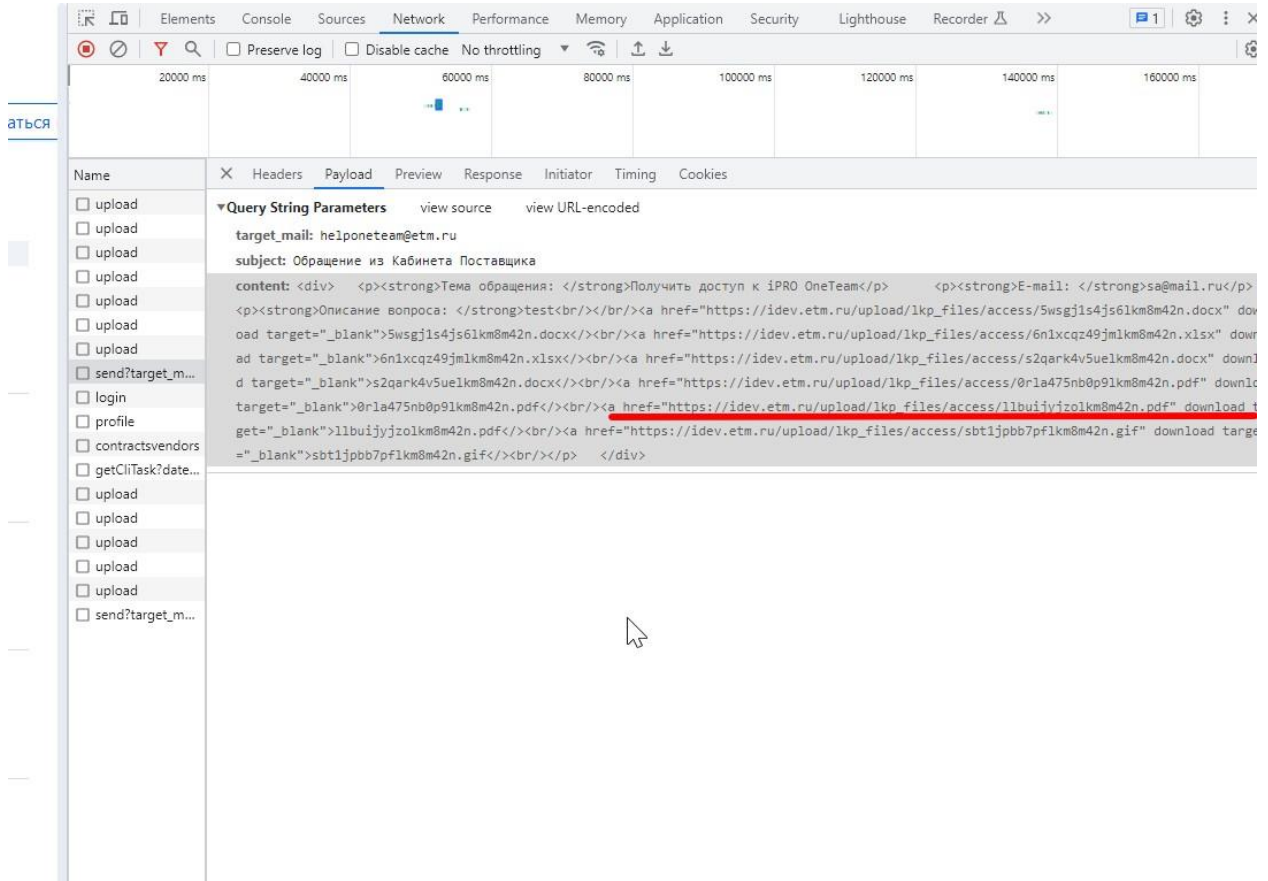 Elements Console Sources Network Performance Memory Application Security Lighthouse Recorder >> 1
Preserve log Disable cache No throttling
20000 ms 40000 ms 60000 ms 80000 ms 100000 ms 120000 ms 140000 ms 160000 ms
аться
Name
Headers Payload Preview Response Initiator Timing Cookies
upload
upload
upload
upload
upload
upload
upload
send?target_m...
login
profile
contractsvendors
getCliTask?date...
upload
upload
upload
upload
upload
send?target_m...
▾Query String Parameters view source view URL-encoded
target_mail: helponeteam@etm.ru
subject: Обращение из Кабинета Поставщика
content: <div> <p><strong>Тема обращения: </strong>Получить доступ к iPRO OneTeam</p> <p><strong>E-mail: </strong>sa@mail.ru</p>
<p><strong>Описание вопроса: </strong>test<br/></br/><a href="https://idev.etm.ru/upload/lkp_files/access/5wsgj1s4js6lkm8m42n.docx" dow
oad target="_blank">5wsgj1s4js6lkm8m42n.docx</><br/><a href="https://idev.etm.ru/upload/lkp_files/access/6n1xcqz49jmlkm8m42n.xlsx" dow
ad target="_blank">6n1xcqz49jmlkm8m42n.xlsx</><br/><a href="https://idev.etm.ru/upload/lkp_files/access/s2qark4v5uelkm8m42n.docx" downl
d target="_blank">s2qark4v5uelkm8m42n.docx</><br/><a href="https://idev.etm.ru/upload/lkp_files/access/0rla475nb0p9lkm8m42n.pdf" downlo
target="_blank">0rla475nb0p9lkm8m42n.pdf</><br/><a href="https://idev.etm.ru/upload/lkp_files/access/llbuijyjzolkm8m42n.pdf" download t
get="_blank">llbuijyjzolkm8m42n.pdf</><br/><a href="https://idev.etm.ru/upload/lkp_files/access/sbt1jpbb7pflkm8m42n.gif" download targe
="_blank">sbt1jpbb7pflkm8m42n.gif</><br/></p> </div>